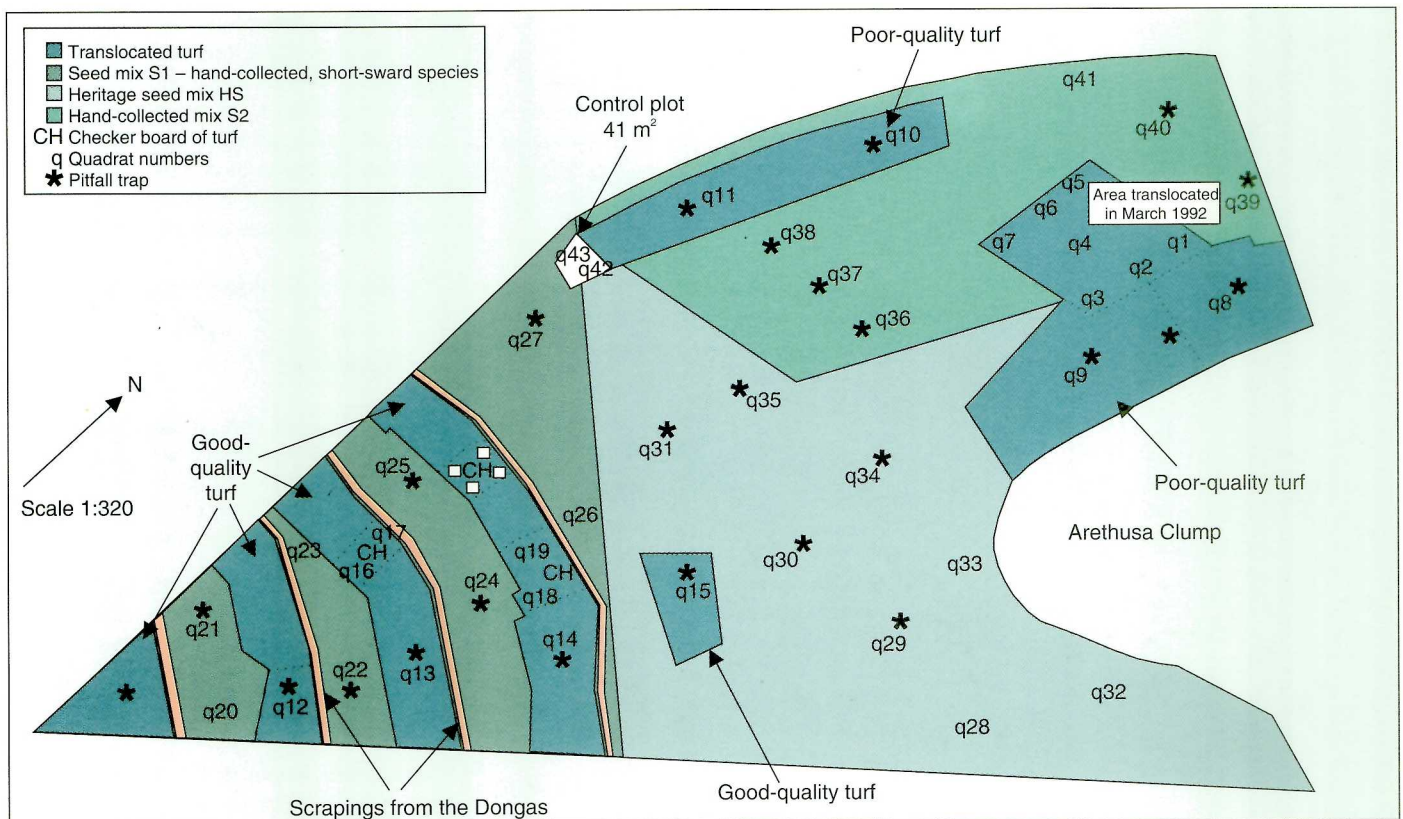 Translocated turf
Seed mix S1 – hand-collected, short-sward species
Heritage seed mix HS
Hand-collected mix S2
CH Checker board of turf
q Quadrat numbers
Pitfall trap
Poor-quality turf
Control plot
41 m²
q41
q40
q10
q11
q5
Area translocated
in March 1992
q39
q6
q38
q7
q4
q1
q43
q42
q2
q37
q3
q8
q36
q27
q9
N
q35
q31
Good-
quality
turf
q25
CH
q34
Poor-quality turf
Scale 1:320
q26
Arethusa Clump
q17
q23
CH
q19
q30
q16
CH
q33
q24
q18
q15
q21
q14
q29
q13
q22
q12
q20
q32
q28
Good-quality turf
Scrapings from the Dongas